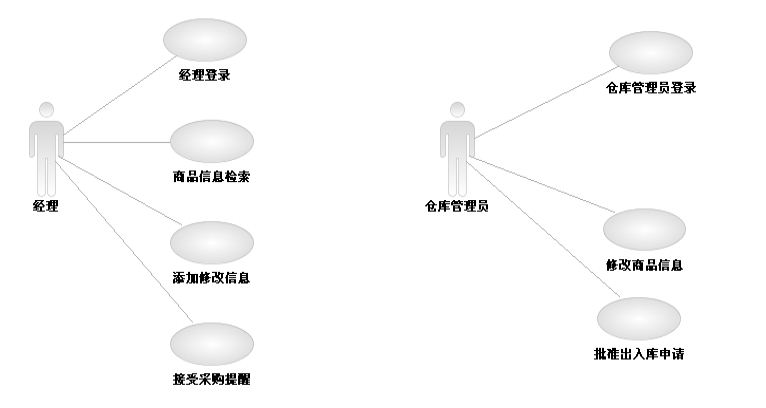 经理登录
商品信息检索
经理
添加修改信息
接受采购提醒
仓库管理员登录
仓库管理员
修改商品信息
批准出入库申请